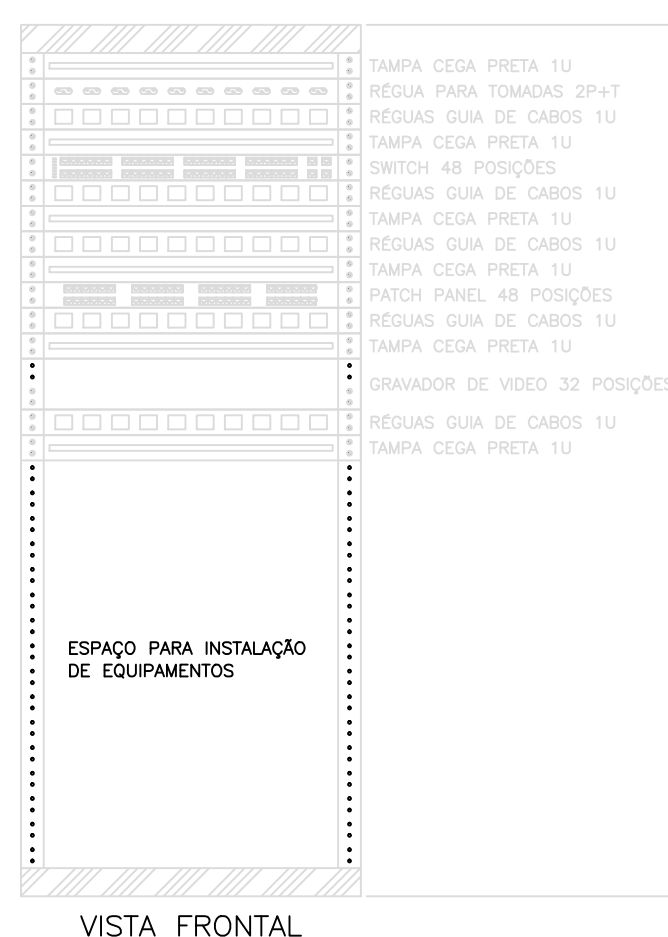 TAMPA CEGA PRETA 1U
RÉGUA PARA TOMADAS 2P+T
RÉGUAS GUIA DE CABOS 1U
TAMPA CEGA PRETA 1U
SWITCH 48 POSIÇÕES
RÉGUAS GUIA DE CABOS 1U
TAMPA CEGA PRETA 1U
RÉGUAS GUIA DE CABOS 1U
TAMPA CEGA PRETA 1U
PATCH PANEL 48 POSIÇÕES
RÉGUAS GUIA DE CABOS 1U
TAMPA CEGA PRETA 1U
GRAVADOR DE VIDEO 32 POSIÇÕES
RÉGUAS GUIA DE CABOS 1U
TAMPA CEGA PRETA 1U
ESPAÇO PARA INSTALAÇÃO
DE EQUIPAMENTOS
VISTA FRONTAL